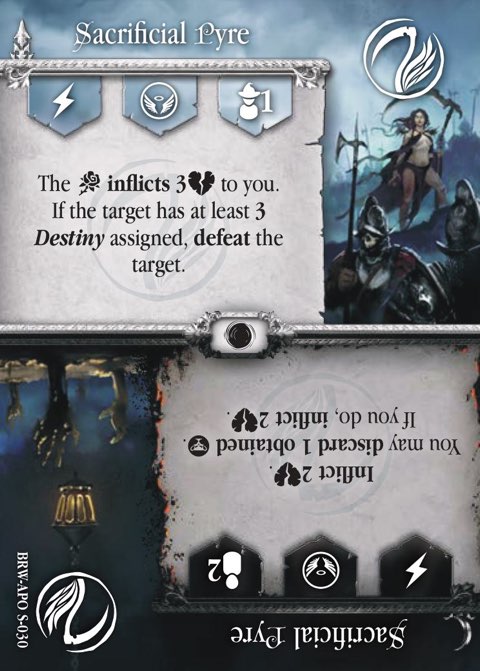 Sacrificial Pyre
1
The inflicts 3 to you.
If the target has at least 3
Destiny assigned, defeat the
target.
Inflict 2.
You may discard 1 obtained.
If you do, inflict 2.
2
Sacrificial Pyre
BRW-APO S-030